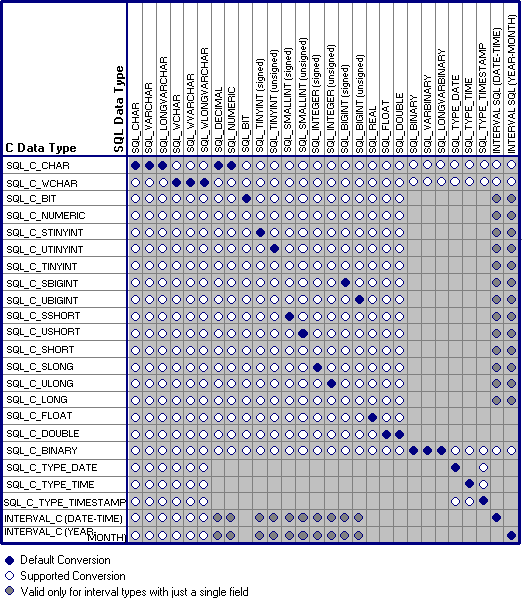 SQL Data Type
C Data Type
SQL_CHAR
SQL_VARCHAR
SQL_LONGVARCHAR
SQL_WCHAR
SQL_WVARCHAR
SQL_WLONGVARCHAR
SQL_DECIMAL
SQL_NUMERIC
SQL_BIT
SQL_TINYINT (signed)
SQL_TINYINT (unsigned)
SQL_SMALLINT (signed)
SQL_SMALLINT (unsigned)
SQL_INTEGER (signed)
SQL_INTEGER (unsigned)
SQL_BIGINT (signed)
SQL_BIGINT (unsigned)
SQL_REAL
SQL_FLOAT
SQL_DOUBLE
SQL_BINARY
SQL_VARBINARY
SQL_LONGVARBINARY
SQL_TYPE_DATE
SQL_TYPE_TIME
SQL_TYPE_TIMESTAMP
INTERVAL SQL (DATE-TIME)
INTERVAL SQL (YEAR-MONTH)
SQL_C_CHAR
SQL_C_WCHAR
SQL_C_BIT
SQL_C_NUMERIC
SQL_C_STINYINT
SQL_C_UTINYINT
SQL_C_TINYINT
SQL_C_SBIGINT
SQL_C_UBIGINT
SQL_C_SSHORT
SQL_C_USHORT
SQL_C_SHORT
SQL_C_SLONG
SQL_C_ULONG
SQL_C_LONG
SQL_C_FLOAT
SQL_C_DOUBLE
SQL_C_BINARY
SQL_C_TYPE_DATE
SQL_C_TYPE_TIME
SQL_C_TYPE_TIMESTAMP
INTERVAL_C (DATE-TIME)
INTERVAL_C (YEAR-
MONTH)
Default Conversion
Supported Conversion
Valid only for interval types with just a single field